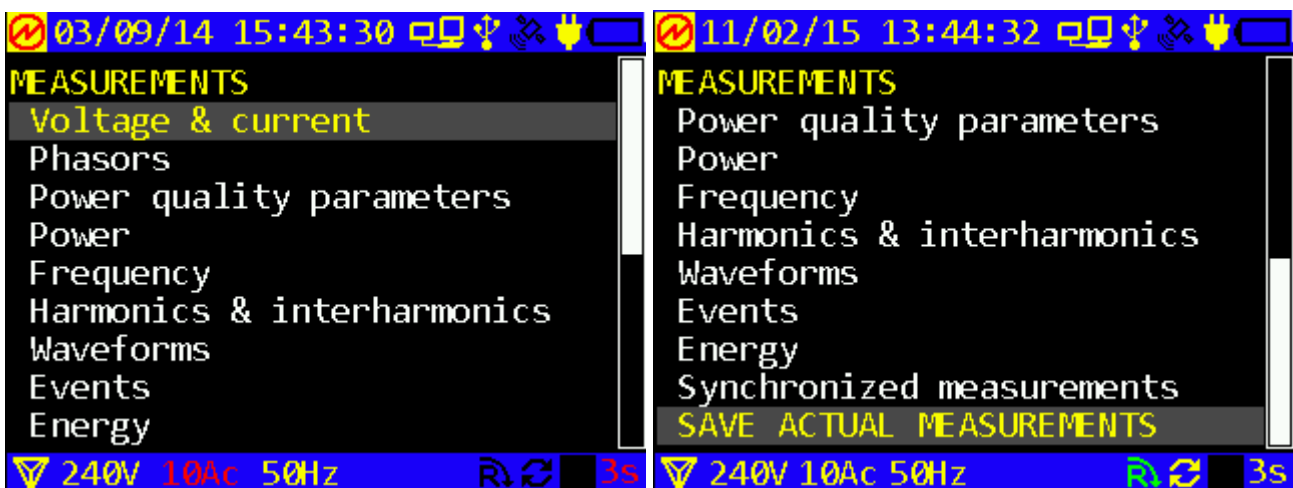 03/09/14 15:43:30
MEASUREMENTS
Voltage & current
Phasors
Power quality parameters
Power
Frequency
Harmonics & interharmonics
Waveforms
Events
Energy
240V 10Ac 50Hz R 3s
11/02/15 13:44:32
MEASUREMENTS
Power quality parameters
Power
Frequency
Harmonics & interharmonics
Waveforms
Events
Energy
Synchronized measurements
SAVE ACTUAL MEASUREMENTS
240V 10Ac 50Hz R 3s